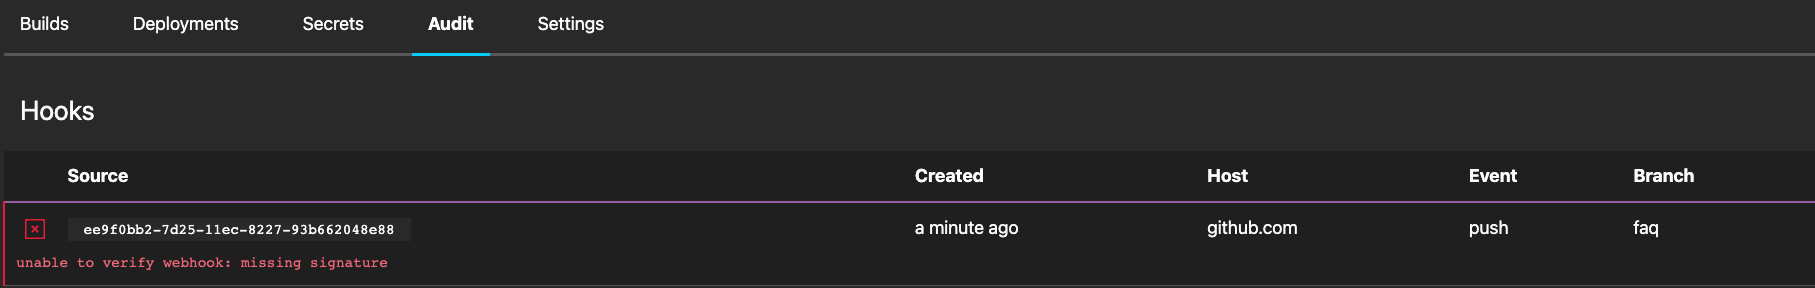 Builds Deployments Secrets Audit Settings
Hooks
Source Created Host Event Branch
ee9f0bb2-7d25-11ec-8227-93b662048e88 a minute ago github.com push faq
unable to verify webhook: missing signature